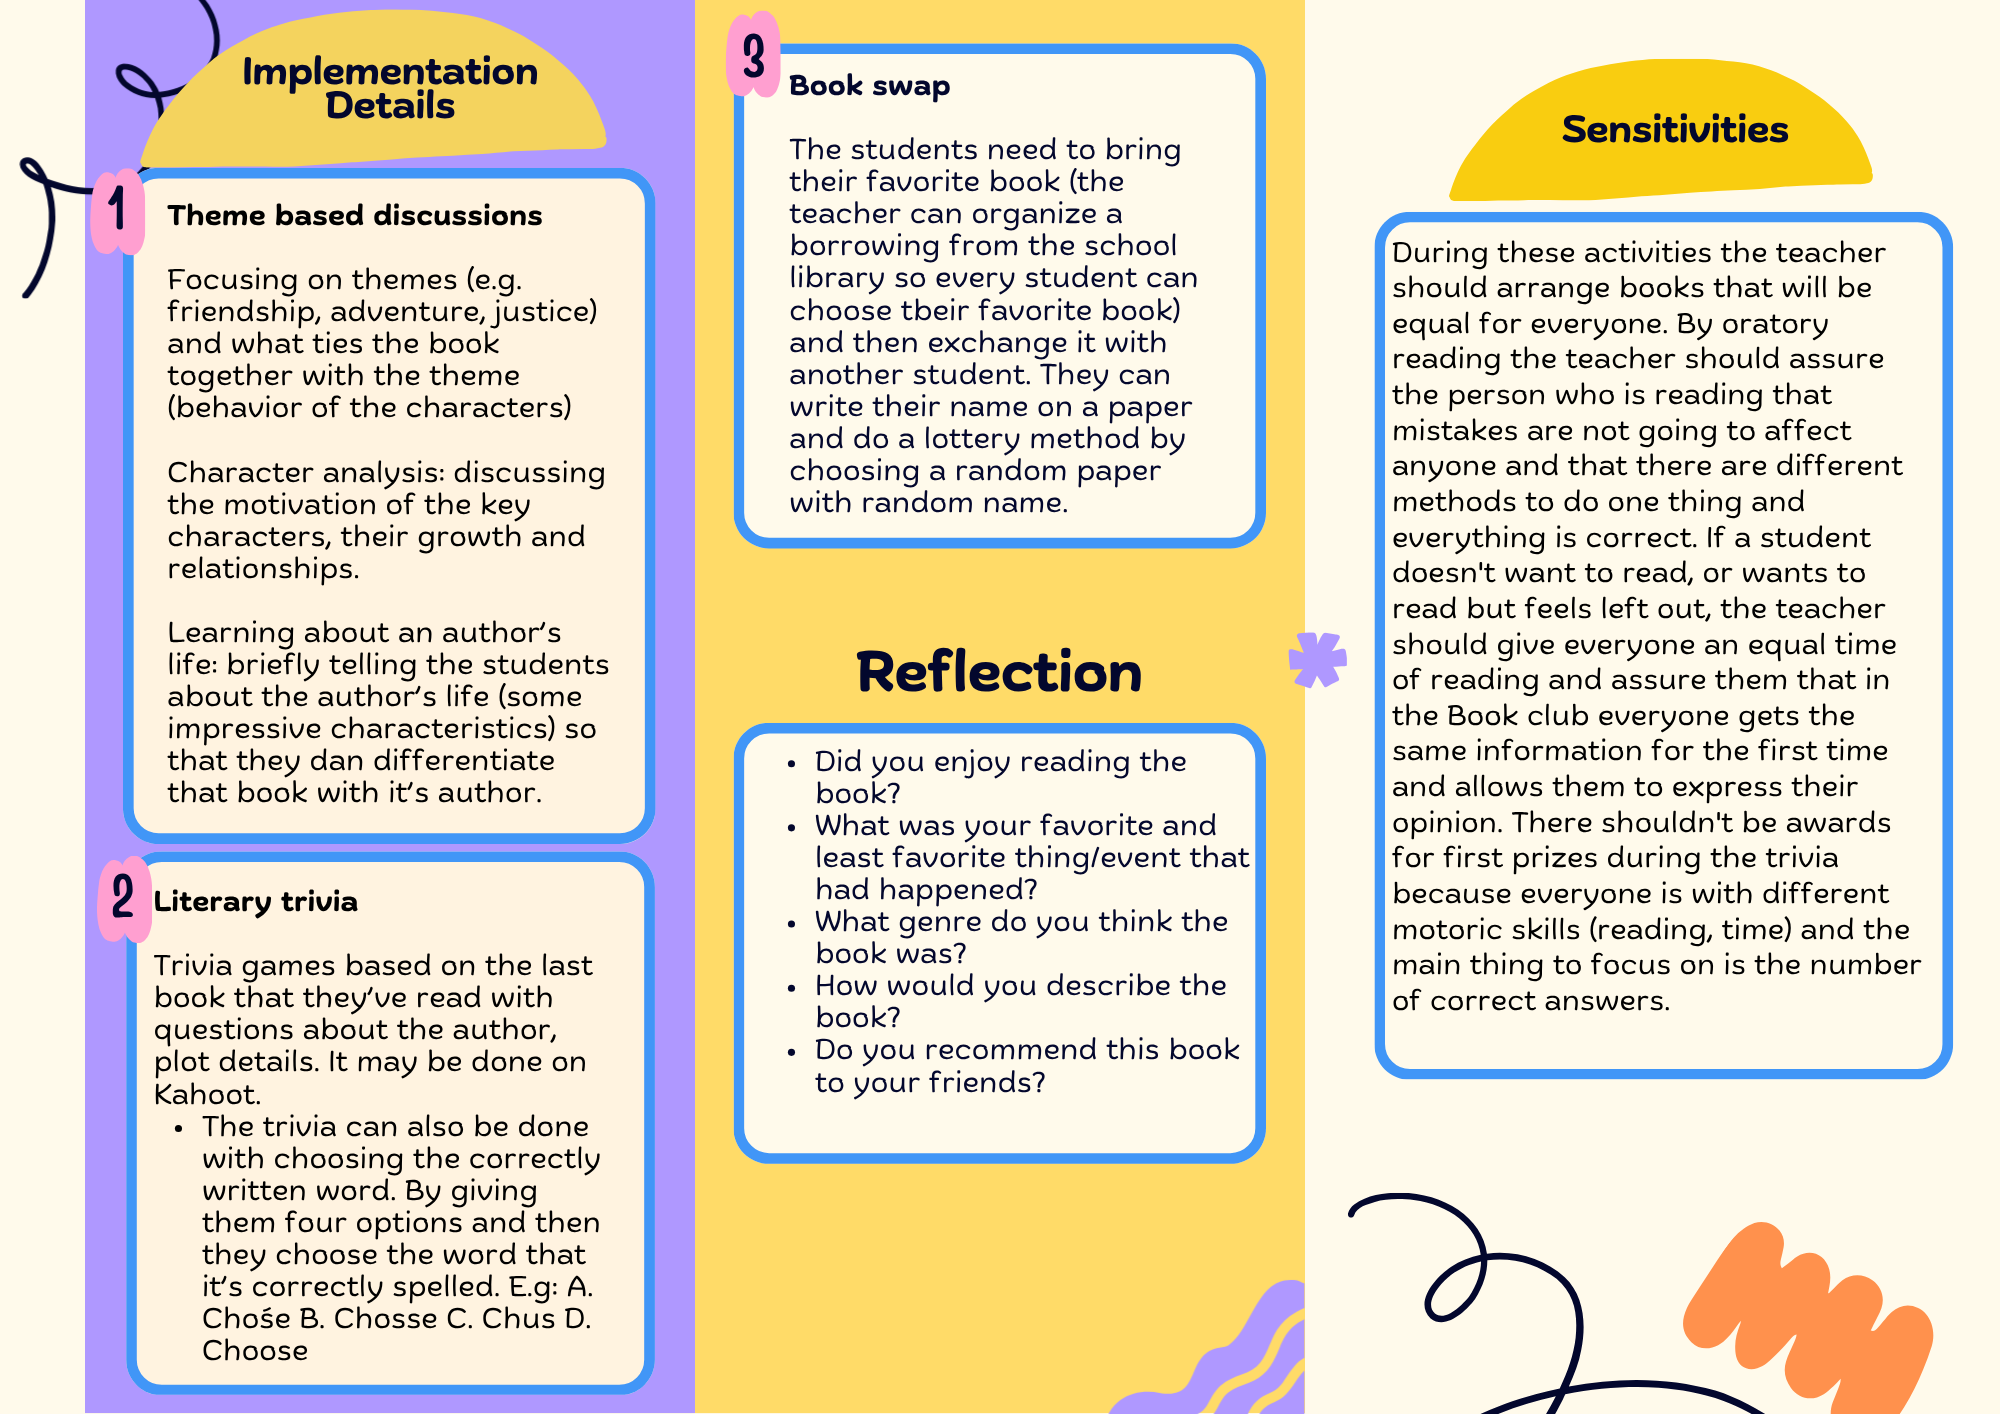 Implementation
Details
1
Theme based discussions
Focusing on themes (e.g.
friendship, adventure, justice)
and what ties the book
together with the theme
(behavior of the characters)
Character analysis: discussing
the motivation of the key
characters, their growth and
relationships.
Learning about an author's
life: briefly telling the students
about the author's life (some
impressive characteristics) so
that they dan differentiate
that book with it's author.
2
Literary trivia
Trivia games based on the last
book that they've read with
questions about the author,
plot details. It may be done on
Kahoot.
• The trivia can also be done
with choosing the correctly
written word. By giving
them four options and then
they choose the word that
it's correctly spelled. E.g: A.
Chośe B. Chosse C. Chus D.
Choose
3
Book swap
The students need to bring
their favorite book (the
teacher can organize a
borrowing from the school
library so every student can
choose tbeir favorite book)
and then exchange it with
another student. They can
write their name on a paper
and do a lottery method by
choosing a random paper
with random name.
Reflection
• Did you enjoy reading the
book?
• What was your favorite and
least favorite thing/event that
had happened?
• What genre do you think the
book was?
• How would you describe the
book?
• Do you recommend this book
to your friends?
Sensitivities
During these activities the teacher
should arrange books that will be
equal for everyone. By oratory
reading the teacher should assure
the person who is reading that
mistakes are not going to affect
anyone and that there are different
methods to do one thing and
everything is correct. If a student
doesn't want to read, or wants to
read but feels left out, the teacher
should give everyone an equal time
of reading and assure them that in
the Book club everyone gets the
same information for the first time
and allows them to express their
opinion. There shouldn't be awards
for first prizes during the trivia
because everyone is with different
motoric skills (reading, time) and the
main thing to focus on is the number
of correct answers.